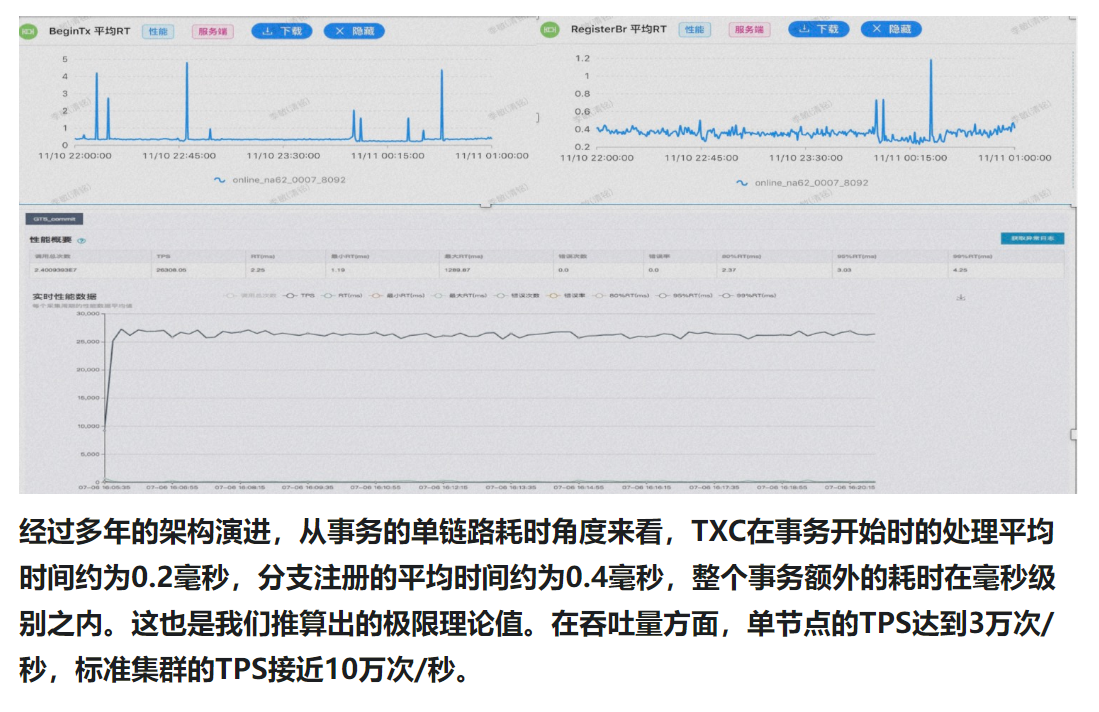 BeginTx 平均RT 性能 服务端 下载 隐藏
5
4
3
2
1
0
11/10 22:00:00 11/10 22:45:00 11/10 23:30:00 11/11 00:15:00 11/11 01:00:00
online_na62_0007_8092
RegisterBr 平均RT 性能 服务端 下载 隐藏
1.2
1
0.8
0.6
0.4
0.2
11/10 22:00:00 11/10 22:45:00 11/10 23:30:00 11/11 00:15:00 11/11 01:00:00
online_na62_0007_8092
GTS_commit
性能概要
调用总次数 TPS RT(ms) 最小RT(ms) 最大RT(ms) 错误次数 错误率 80%RT(ms) 95%RT(ms) 99%RT(ms)
2.25 1.19 1289.87 0.0 0.0 2.37 3.03 4.25
实时性能数据
调用总次数 TPS RT(ms) 最小RT(ms) 最大RT(ms) 错误次数 错误率 80%RT(ms) 95%RT(ms) 99%RT(ms)
30,000
25,000
20,000
15,000
10,000
5,000
0
经过多年的架构演进，从事务的单链路耗时角度来看，TXC在事务开始时的处理平均
时间约为0.2毫秒，分支注册的平均时间约为0.4毫秒，整个事务额外的耗时在毫秒级
别之内。这也是我们推算出的极限理论值。在吞吐量方面，单节点的TPS达到3万次/
秒，标准集群的TPS接近10万次/秒。